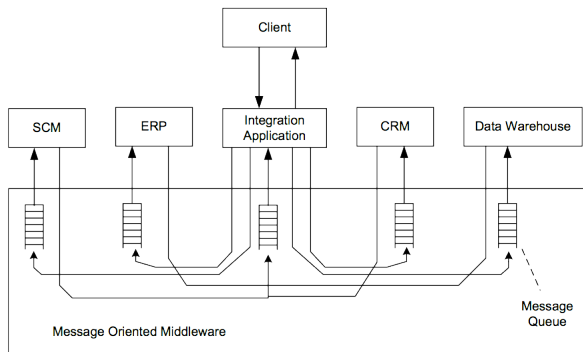 Client
SCM
ERP
Integration
Application
CRM
Data Warehouse
Message
Queue
Message Oriented Middleware